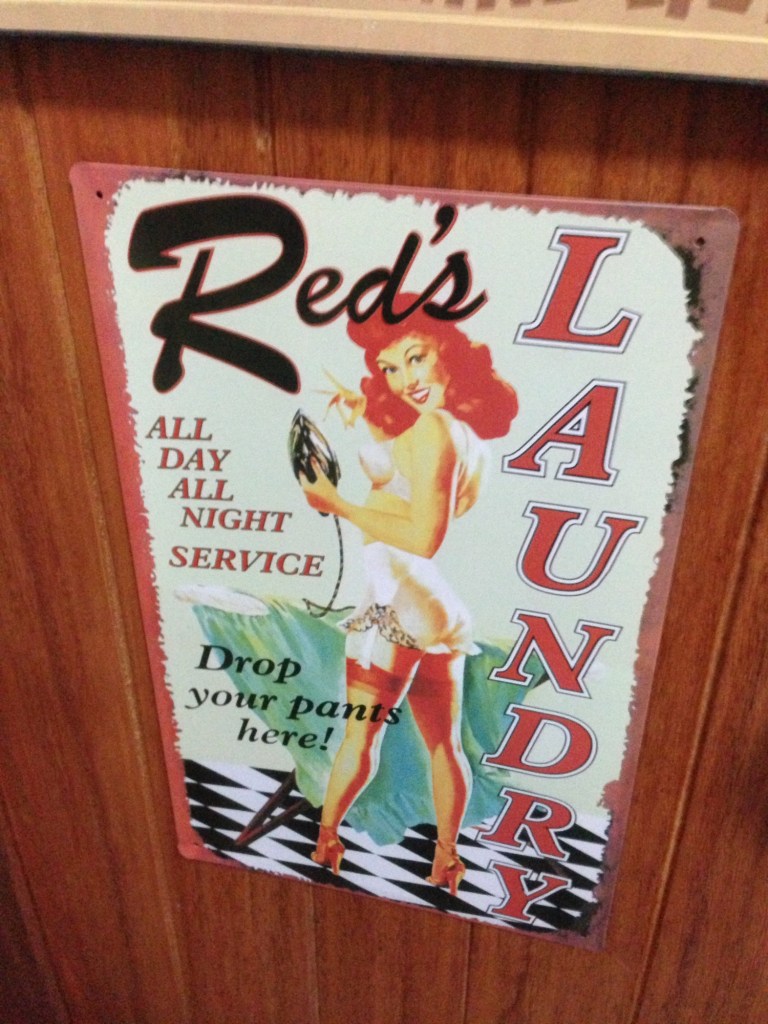 Red's
LAUNDRY
ALL
DAY
ALL
NIGHT
SERVICE
Drop
your pants
here!